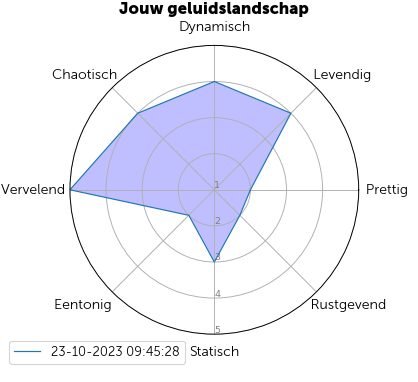 Jouw geluidslandschap
Dynamisch
Chaotisch
Levendig
Vervelend
1
Prettig
2
3
Eentonig
4
Rustgevend
5
23-10-2023 09:45:28
Statisch